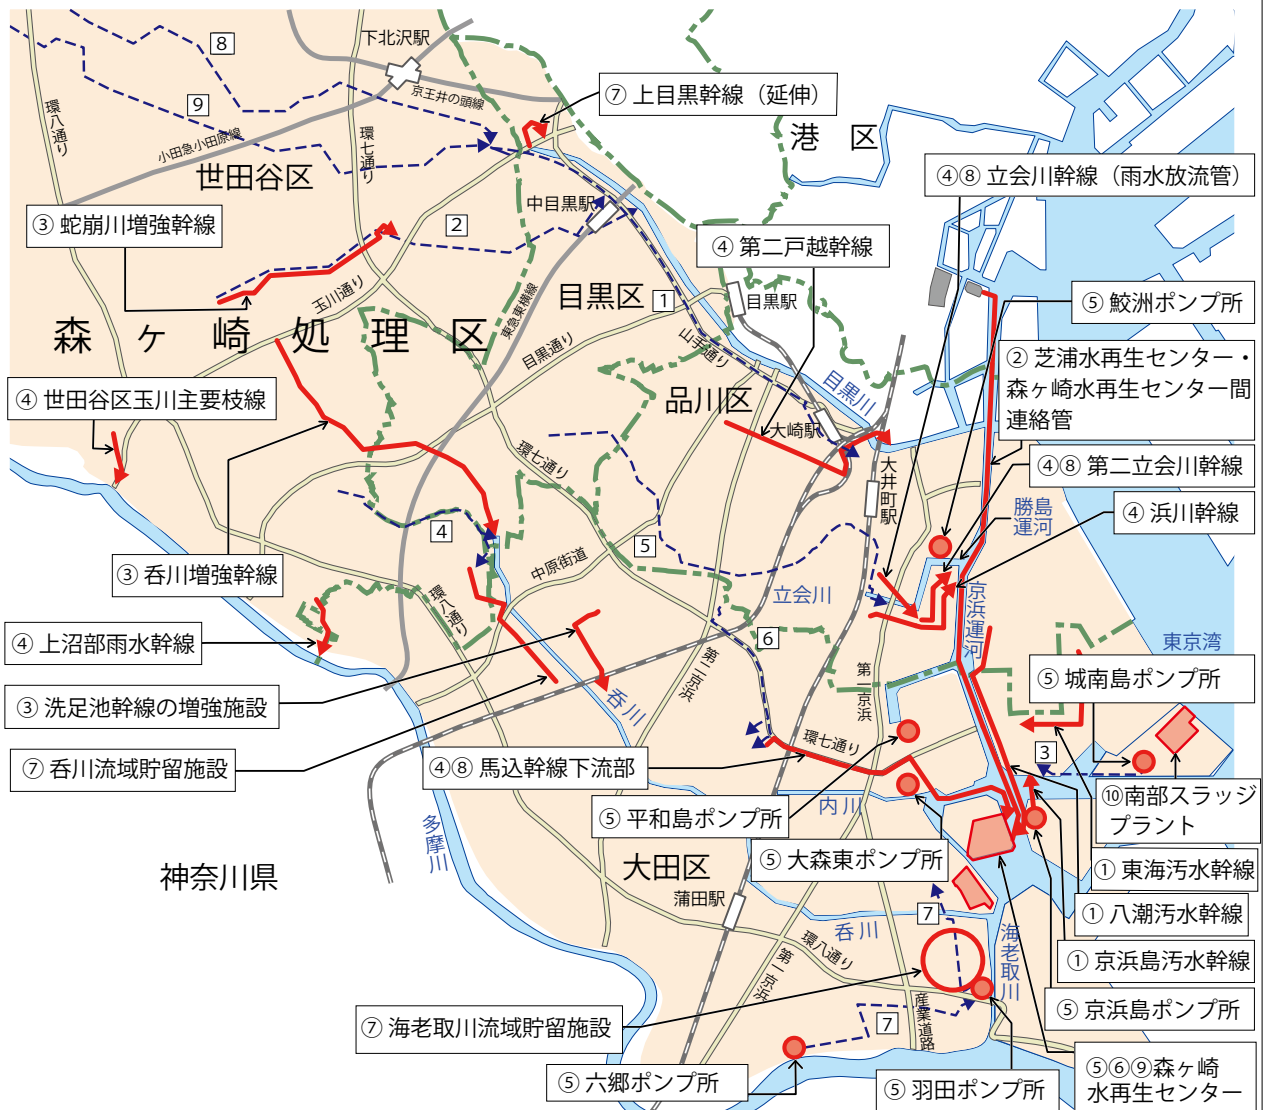 8
下北沢駅
京王井の頭線
⑦ 上目黒幹線（延伸）
港 区
環八通り
9
小田急小田原線
環七通り
世田谷区
④⑧ 立会川幹線（雨水放流管）
③ 蛇崩川増強幹線
中目黒駅
2
④ 第二戸越幹線
玉川通り
東急東横線
目黒区
1
目黒駅
⑤ 鮫洲ポンプ所
森ヶ崎処理区
目黒通り
山手通り
目黒川
② 芝浦水再生センター・
森ヶ崎水再生センター間
連絡管
④ 世田谷区玉川主要枝線
品川区
大崎駅
環七通り
大井町駅
④⑧ 第二立会川幹線
勝島
運河
④ 浜川幹線
4
5
中原街道
③ 呑川増強幹線
環八通り
立会川
京浜運河
④ 上沼部雨水幹線
6
東京湾
第二京浜
第一京浜
⑤ 城南島ポンプ所
③ 洗足池幹線の増強施設
呑川
環七通り
3
⑦ 呑川流域貯留施設
④⑧ 馬込幹線下流部
⑩南部スラッジ
プラント
内川
⑤ 平和島ポンプ所
多摩川
⑤ 大森東ポンプ所
神奈川県
大田区
① 東海汚水幹線
蒲田駅
7
① 八潮汚水幹線
呑川
海老取川
環八通り
第一京浜
① 京浜島汚水幹線
産業道路
⑤ 京浜島ポンプ所
⑦ 海老取川流域貯留施設
7
⑤ 六郷ポンプ所
⑤ 羽田ポンプ所
⑤⑥⑨森ヶ崎
水再生センター